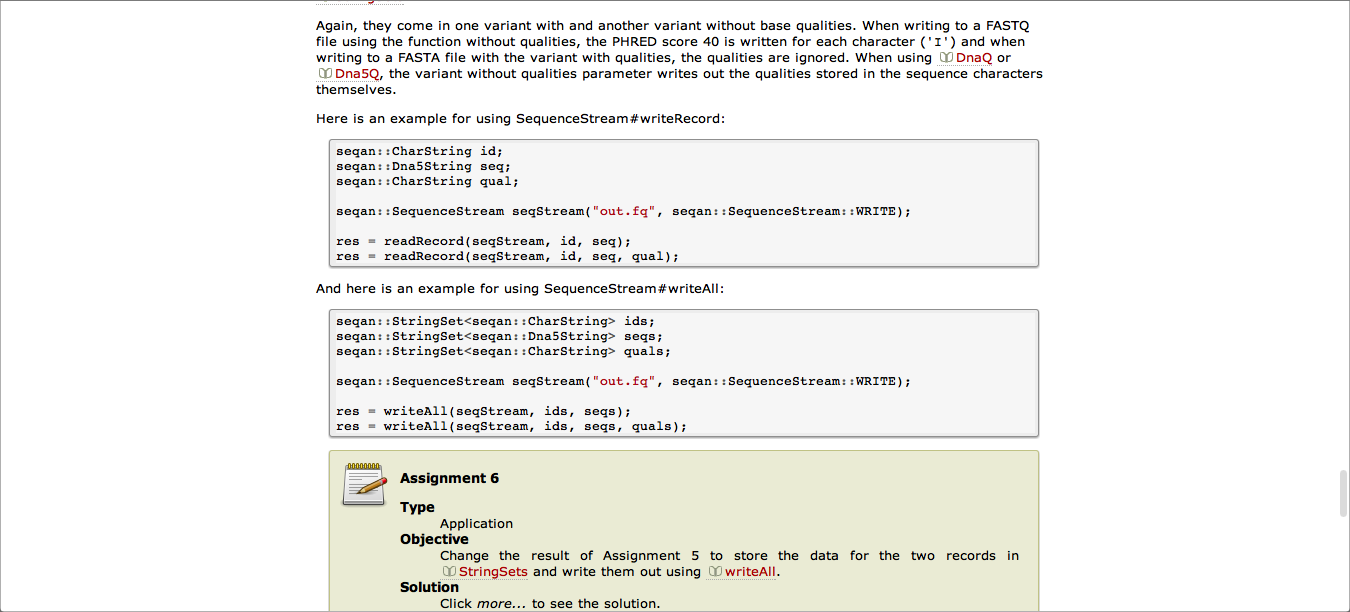 Again, they come in one variant with and another variant without base qualities. When writing to a FASTQ
file using the function without qualities, the PHRED score 40 is written for each character ('I') and when
writing to a FASTA file with the variant with qualities, the qualities are ignored. When using DnaQ or
Dna5Q, the variant without qualities parameter writes out the qualities stored in the sequence characters
themselves.
Here is an example for using SequenceStream#writeRecord:
seqan::CharString id;
seqan::Dna5String seq;
seqan::CharString qual;
seqan::SequenceStream seqStream("out.fq", seqan::SequenceStream::WRITE);
res = readRecord(seqStream, id, seq);
res = readRecord(seqStream, id, seq, qual);
And here is an example for using SequenceStream#writeAll:
seqan::StringSet<seqan::CharString> ids;
seqan::StringSet<seqan::Dna5String> seqs;
seqan::StringSet<seqan::CharString> quals;
seqan::SequenceStream seqStream("out.fq", seqan::SequenceStream::WRITE);
res = writeAll(seqStream, ids, seqs);
res = writeAll(seqStream, ids, seqs, quals);
Assignment 6
Type
Application
Objective
Change the result of Assignment 5 to store the data for the two records in
StringSets and write them out using writeAll.
Solution
Click more... to see the solution.